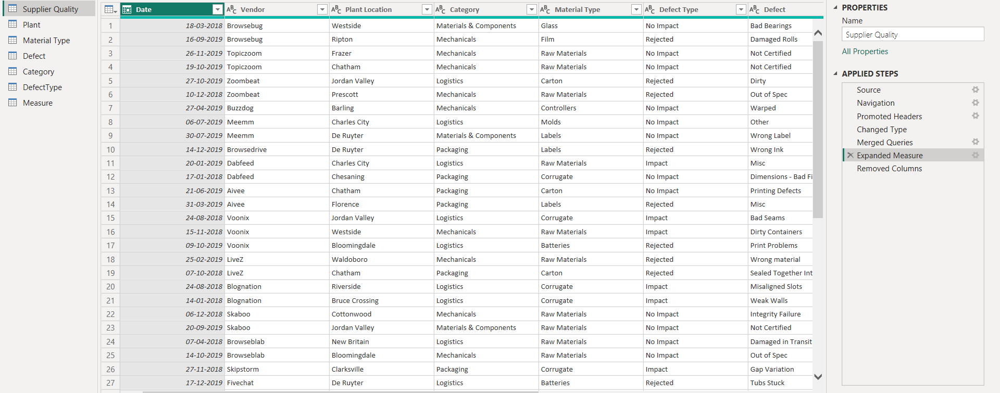 Supplier Quality
Plant
Material Type
Defect
Category
DefectType
Measure
Date ABC Vendor ABC Plant Location ABC Category ABC Material Type ABC Defect Type ABC Defect
1 18-03-2018 Browsebug Westside Materials & Components Glass No Impact Bad Bearings
2 16-09-2019 Browsebug Ripton Mechanicals Film Rejected Damaged Rolls
3 26-11-2019 Topiczoom Frazer Mechanicals Raw Materials No Impact Not Certified
4 19-10-2019 Topiczoom Chatham Mechanicals Raw Materials No Impact Not Certified
5 27-10-2019 Zoombeat Jordan Valley Logistics Carton Rejected Dirty
6 10-12-2018 Zoombeat Prescott Mechanicals Raw Materials Rejected Out of Spec
7 27-04-2019 Buzzdog Barling Mechanicals Controllers No Impact Warped
8 06-07-2019 Meemm Charles City Logistics Molds No Impact Other
9 30-07-2019 Meemm De Ruyter Materials & Components Labels No Impact Wrong Label
10 14-12-2019 Browsedrive De Ruyter Packaging Labels Rejected Wrong Ink
11 20-01-2019 Dabfeed Charles City Logistics Raw Materials Impact Misc
12 17-01-2018 Dabfeed Chesaning Packaging Corrugate No Impact Dimensions - Bad Fi
13 21-06-2019 Aivee Chatham Packaging Carton No Impact Printing Defects
14 31-03-2019 Aivee Florence Packaging Labels Rejected Misc
15 24-08-2018 Voonix Jordan Valley Logistics Corrugate Impact Bad Seams
16 15-11-2018 Voonix Westside Mechanicals Raw Materials Impact Dirty Containers
17 09-10-2019 Voonix Bloomingdale Logistics Batteries Rejected Print Problems
18 25-02-2019 LiveZ Waldoboro Mechanicals Raw Materials Rejected Wrong material
19 07-10-2018 LiveZ Chatham Packaging Carton Rejected Sealed Together Int
20 24-08-2018 Blognation Riverside Logistics Corrugate Impact Misaligned Slots
21 14-01-2018 Blognation Bruce Crossing Logistics Corrugate Impact Weak Walls
22 06-12-2018 Skaboo Cottonwood Mechanicals Raw Materials No Impact Integrity Failure
23 20-09-2019 Skaboo Jordan Valley Materials & Components Raw Materials No Impact Not Certified
24 07-04-2018 Browseblab New Britain Logistics Raw Materials No Impact Damaged in Transit
25 14-10-2019 Browseblab Bloomingdale Mechanicals Raw Materials No Impact Out of Spec
26 27-11-2018 Skipstorm Clarksville Packaging Corrugate Impact Gap Variation
27 17-12-2019 Fivechat De Ruyter Logistics Batteries Rejected Tubs Stuck
PROPERTIES
Name
Supplier Quality
All Properties
APPLIED STEPS
Source
Navigation
Promoted Headers
Changed Type
Merged Queries
Expanded Measure
Removed Columns